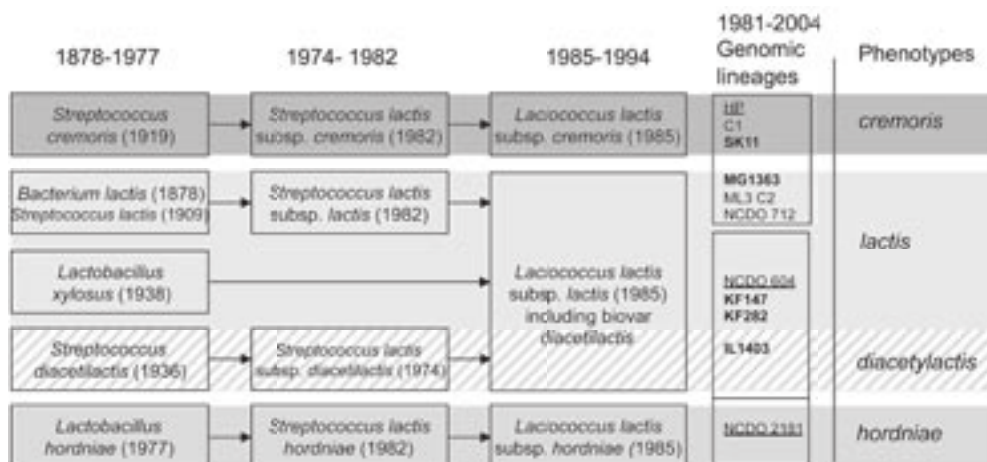 1878-1977
1974- 1982
1985-1994
1981-2004
Genomic
lineages
Phenotypes
Streptococcus
cremoris (1919)
Streptococcus lactis
subsp. cremoris (1982)
Laciococcus lactis
subsp. cremoris (1985)
HP
C1
SK11
cremoris
Bacterium lactis (1878)
Streptococcus lactis (1909)
Streptococcus lactis
subsp. lactis (1982)
MG1363
ML3 C2
NCDO 712
lactis
Lactobacillus
xylosus (1938)
Laciococcus lactis
subsp. lactis (1985)
including biovar
diacetilactis
NCDO 604
KF147
KF282
Streptococcus
diacetilactis (1936)
Streptococcus lactis
subsp. diacetilactis (1974)
IL1403
diacetylactis
Lactobacillus
hordniae (1977)
Streptococcus lactis
hordniae (1982)
Laciococcus lactis
subsp. hordniae (1985)
NCDO 2181
hordniae